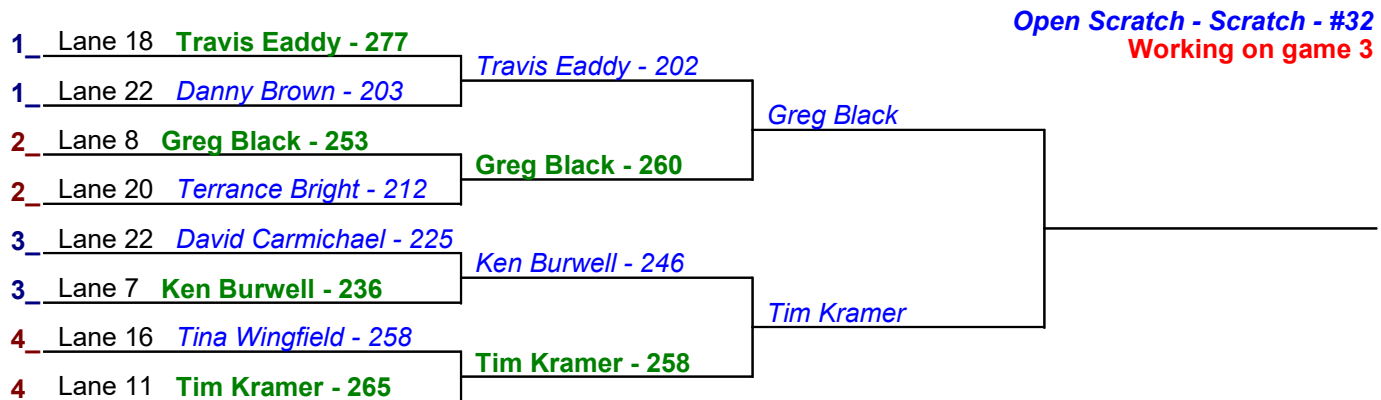 Open Scratch - Scratch - #32
Working on game 3
1_ Lane 18 Travis Eaddy - 277
Travis Eaddy - 202
1_ Lane 22 Danny Brown - 203
Greg Black
2_ Lane 8 Greg Black - 253
Greg Black - 260
2_ Lane 20 Terrance Bright - 212
3_ Lane 22 David Carmichael - 225
Ken Burwell - 246
3_ Lane 7 Ken Burwell - 236
Tim Kramer
4_ Lane 16 Tina Wingfield - 258
Tim Kramer - 258
4 Lane 11 Tim Kramer - 265